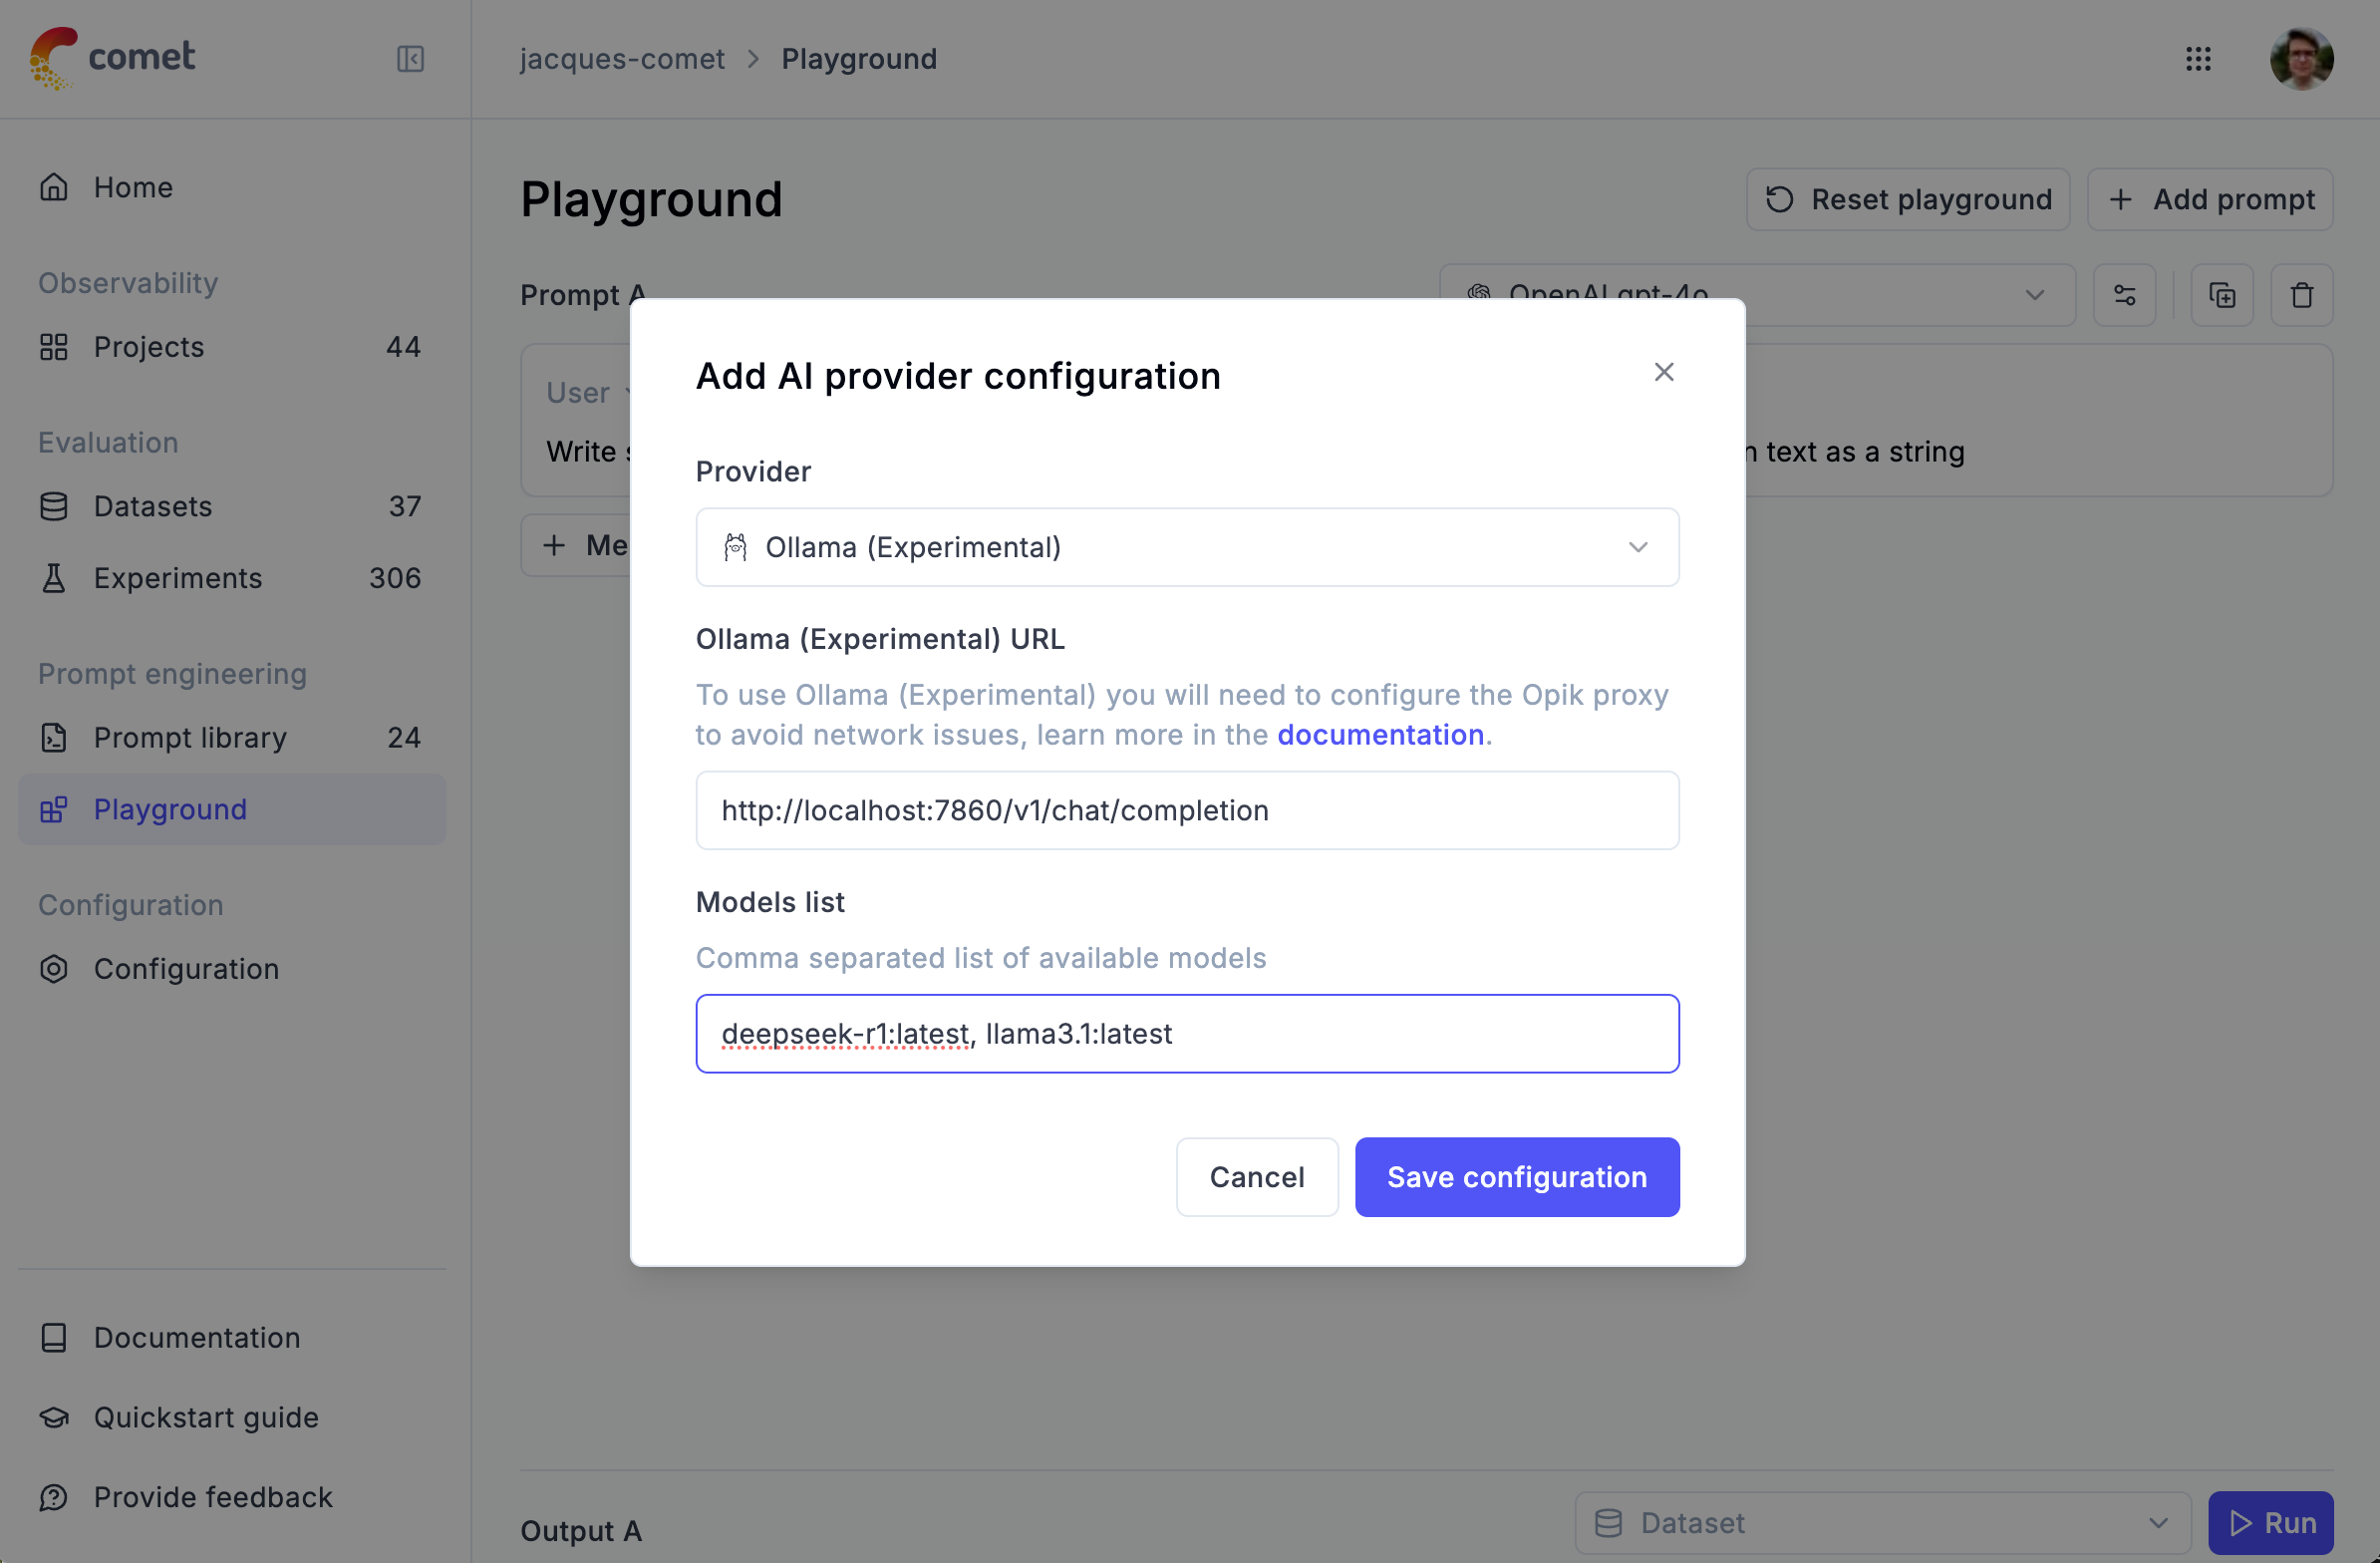 comet
jacques-comet > Playground
Home
Observability
Projects 44
Evaluation
Datasets 37
Experiments 306
Prompt engineering
Prompt library 24
Playground
Configuration
Configuration
Documentation
Quickstart guide
Provide feedback
Playground
Reset playground
Add prompt
Prompt A
OpenAI gpt-4o
User
Write
n text as a string
Add AI provider configuration
Provider
Ollama (Experimental)
Ollama (Experimental) URL
To use Ollama (Experimental) you will need to configure the Opik proxy
to avoid network issues, learn more in the documentation.
http://localhost:7860/v1/chat/completion
Models list
Comma separated list of available models
deepseek-r1:latest, llama3.1:latest
Cancel
Save configuration
Output A
Dataset
Run